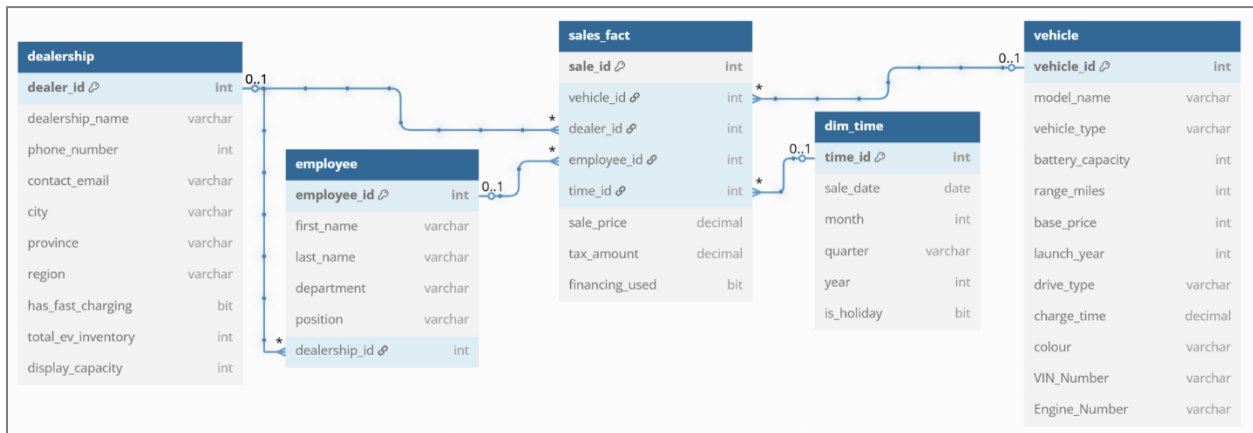 dealership
dealer_id int
dealership_name varchar
phone_number int
contact_email varchar
city varchar
province varchar
region varchar
has_fast_charging bit
total_ev_inventory int
display_capacity int
0..1
*
employee
employee_id int
first_name varchar
last_name varchar
department varchar
position varchar
dealership_id int
0..1
*
*
sales_fact
sale_id int
vehicle_id int
dealer_id int
employee_id int
time_id int
sale_price decimal
tax_amount decimal
financing_used bit
*
*
0..1
dim_time
time_id int
sale_date date
month int
quarter varchar
year int
is_holiday bit
0..1
vehicle
vehicle_id int
model_name varchar
vehicle_type varchar
battery_capacity int
range_miles int
base_price int
launch_year int
drive_type varchar
charge_time decimal
colour varchar
VIN_Number varchar
Engine_Number varchar